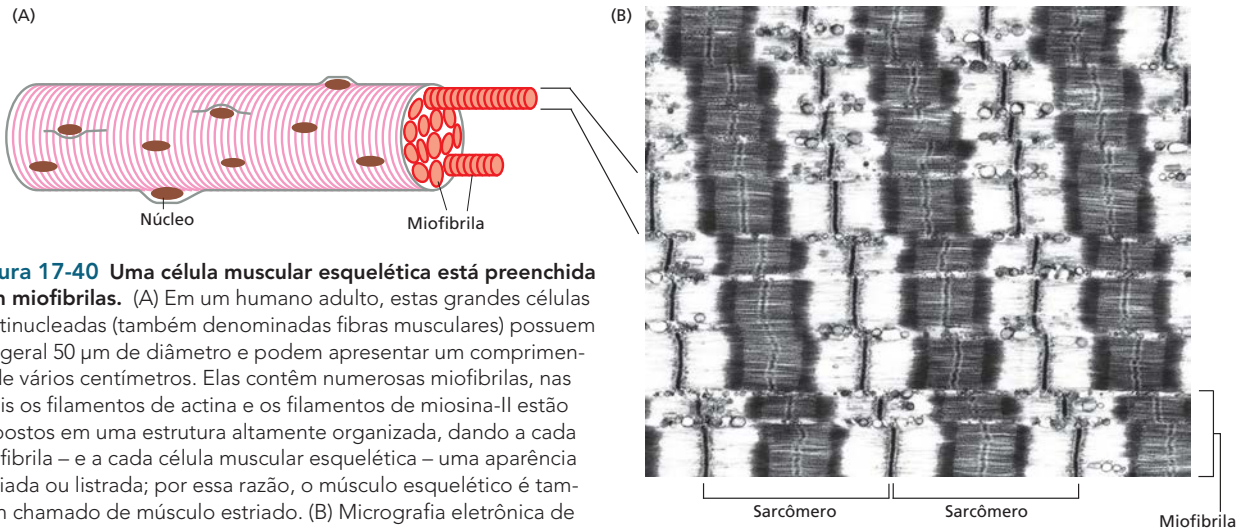 (A)
(B)
Núcleo
Miofibrila
ura 17-40 Uma célula muscular esquelética está preenchida
miofibrilas. (A) Em um humano adulto, estas grandes células
tinucleadas (também denominadas fibras musculares) possuem
geral 50 µm de diâmetro e podem apresentar um comprimen-
de vários centímetros. Elas contêm numerosas miofibrilas, nas
is os filamentos de actina e os filamentos de miosina-II estão
postos em uma estrutura altamente organizada, dando a cada
fibrila – e a cada célula muscular esquelética – uma aparência
iada ou listrada; por essa razão, o músculo esquelético é tam-
m chamado de músculo estriado. (B) Micrografia eletrônica de
Sarcômero
Sarcômero
Miofibrila